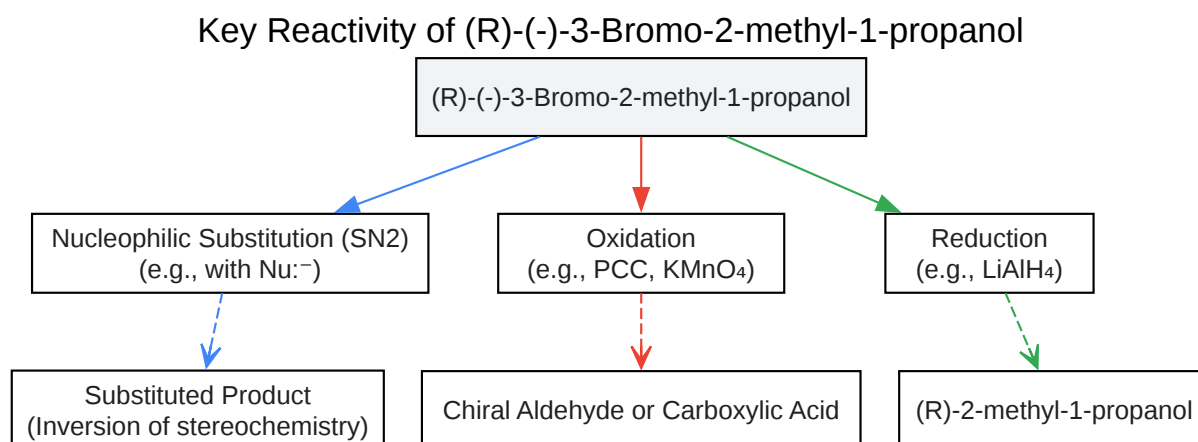 Key Reactivity of (R)-(-)-3-Bromo-2-methyl-1-propanol
(R)-(-)-3-Bromo-2-methyl-1-propanol
Nucleophilic Substitution (SN2)
(e.g., with Nu:⁻)
Oxidation
(e.g., PCC, KMnO₄)
Reduction
(e.g., LiAlH₄)
Substituted Product
(Inversion of stereochemistry)
Chiral Aldehyde or Carboxylic Acid
(R)-2-methyl-1-propanol